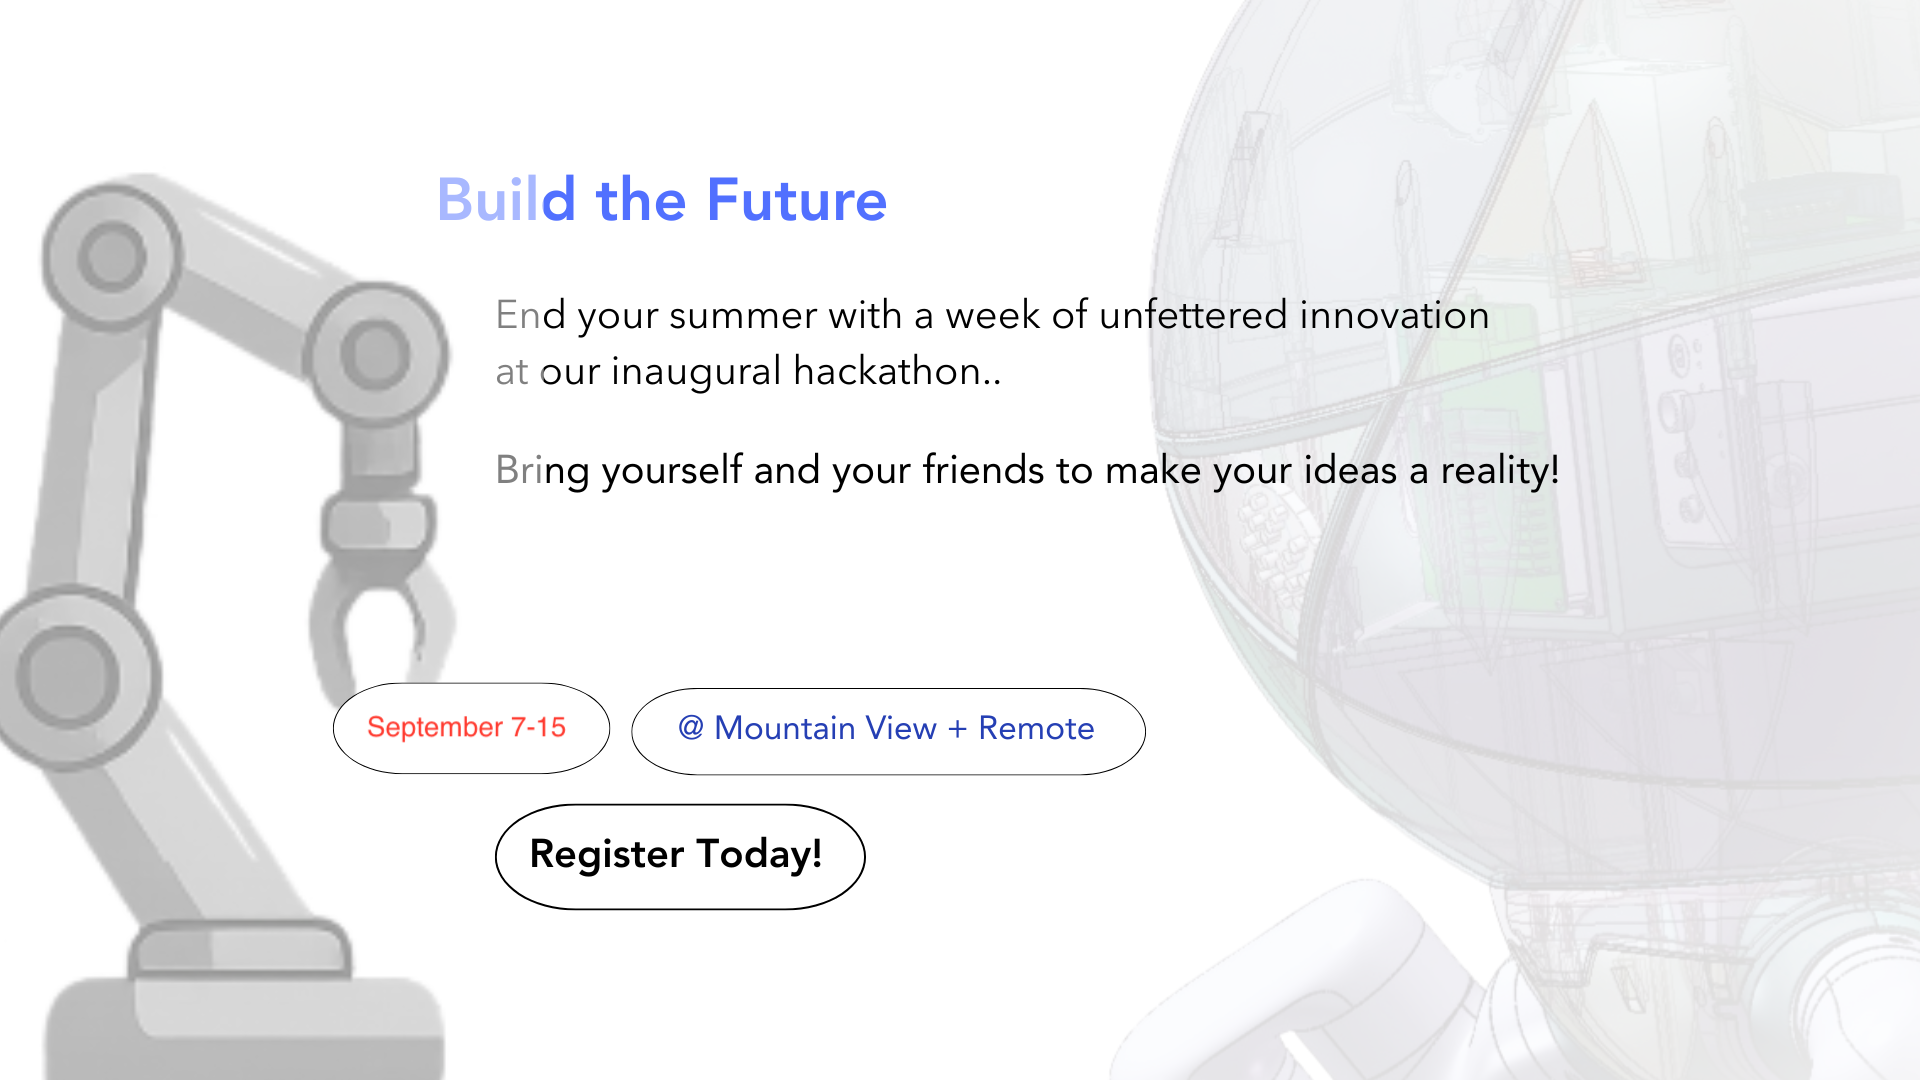 Build the Future
End your summer with a week of unfettered innovation
at our inaugural hackathon..
Bring yourself and your friends to make your ideas a reality!
September 7-15
@ Mountain View + Remote
Register Today!